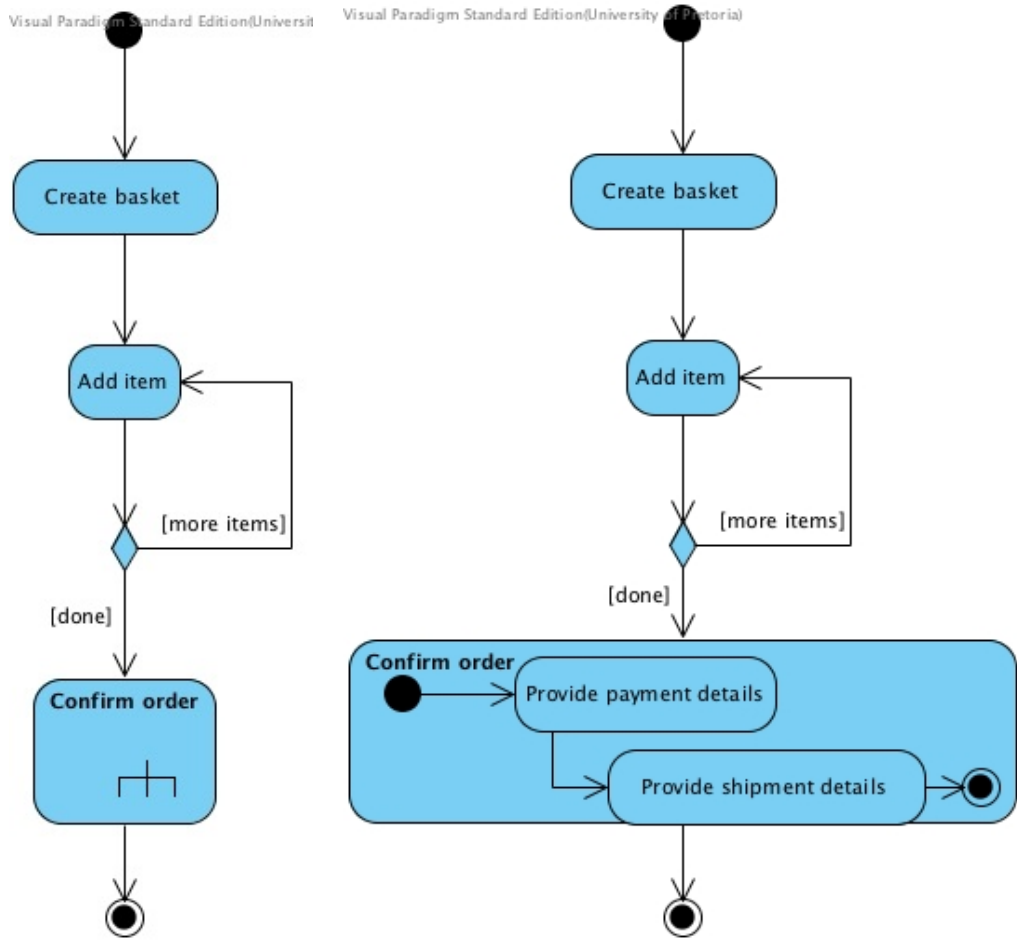 Visual Paradigm Standard Edition(Universit
Create basket
Add item
[more items]
[done]
Confirm order
Visual Paradigm Standard Edition(University of Pretoria)
Create basket
Add item
[more items]
[done]
Confirm order
Provide payment details
Provide shipment details